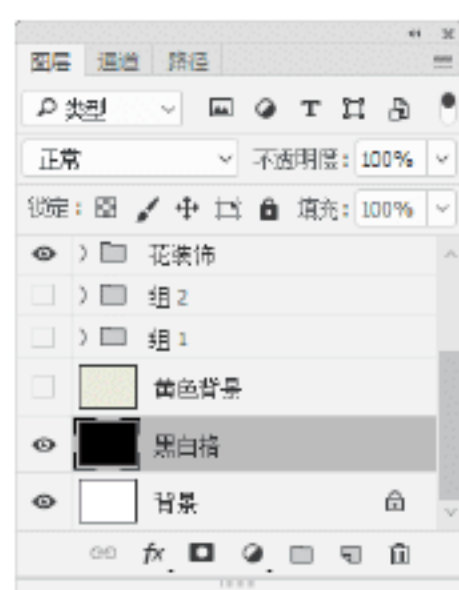 图层 通道 路径
类型
正常 不透明度: 100%
锁定: 填充: 100%
花装饰
组 2
组 1
黄色背景
黑白格
背景
fx